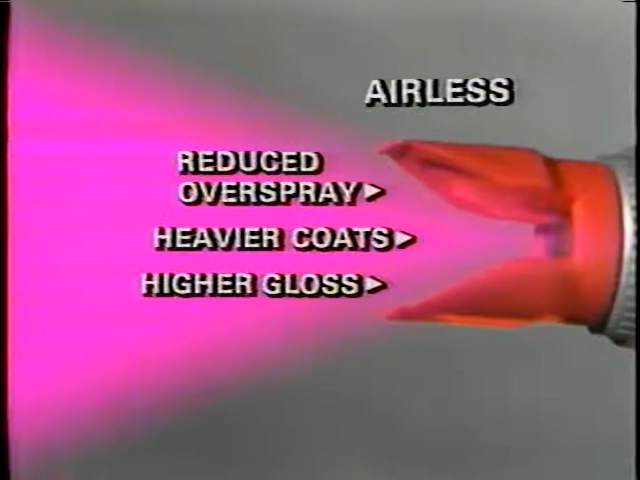 AIRLESS
REDUCED
OVERSPRAY▸
HEAVIER COATS▸
HIGHER GLOSS▸